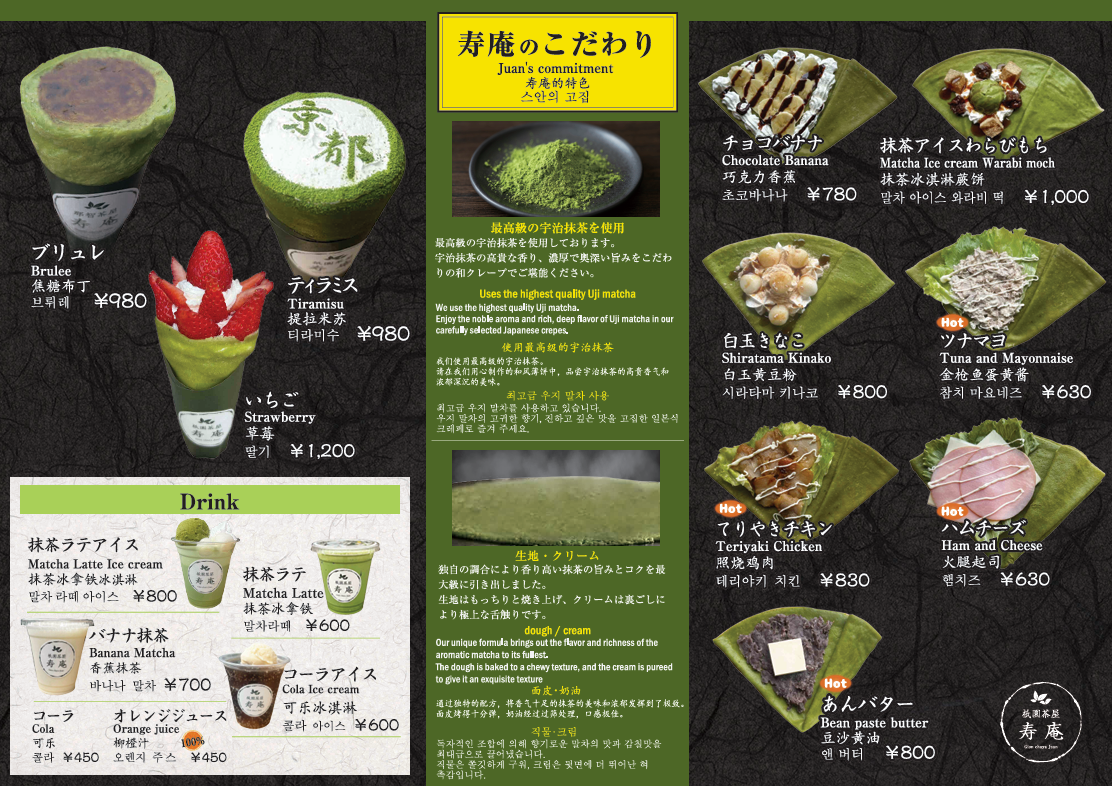 京都
ブリュレ
Brulee
焦糖布丁
브뤼레 ¥980
ティラミス
Tiramisu
提拉米苏
티라미수 ¥980
いちご
Strawberry
草莓
딸기 ¥1,200
Drink
抹茶ラテアイス
Matcha Latte Ice cream
抹茶冰拿铁冰淇淋
말차 라떼 아이스 ¥800
抹茶ラテ
Matcha Latte
抹茶冰拿铁
말차라떼 ¥600
バナナ抹茶
Banana Matcha
香蕉抹茶
바나나 말차 ¥700
コーラアイス
Cola Ice cream
可乐冰淇淋
콜라 아이스 ¥600
コーラ
Cola
可乐
콜라 ¥450
オレンジジュース
Orange juice
柳橙汁
100%
오렌지 주스 ¥450
寿庵のこだわり
Juan's commitment
寿庵的特色
스안의 고집
最高級の宇治抹茶を使用
最高級の宇治抹茶を使用しております。
宇治抹茶の高貴な香り、濃厚で奥深い旨みをこだわ
りの和クレープでご堪能ください。
Uses the highest quality Uji matcha
We use the highest quality Uji matcha.
Enjoy the noble aroma and rich, deep flavor of Uji matcha in our
carefully selected Japanese crepes.
使用最高级的宇治抹茶
我们使用最高级的宇治抹茶。
请在我们用心制作的和风薄饼中，品尝宇治抹茶的高贵香气和
浓郁深沉的美味。
최고급 우지 말차 사용
최고급 우지 말차를 사용하고 있습니다.
우지 말차의 고귀한 향기, 진하고 깊은 맛을 고집한 일본식
크레페로 즐겨 주세요.
生地・クリーム
独自の調合により香り高い抹茶の旨みとコクを最
大級に引き出しました。
生地はもっちりと焼き上げ、クリームは裏ごしに
より極上な舌触りです。
dough / cream
Our unique formula brings out the flavor and richness of the
aromatic matcha to its fullest.
The dough is baked to a chewy texture, and the cream is pureed
to give it an exquisite texture
面皮・奶油
通过独特的配方，将香气十足的抹茶的美味和浓郁发挥到了极致。
面皮烤得十分弹，奶油经过过筛处理，口感极佳。
직물·크림
독자적인 조합에 의해 향기로운 말차의 맛과 감칠맛을
최대급으로 끌어냈습니다.
직물은 쫄깃하게 구워, 크림은 뒷면에 더 뛰어난 혀
촉감입니다.
チョコバナナ
Chocolate Banana
巧克力香蕉
초코바나나 ¥780
抹茶アイスわらびもち
Matcha Ice cream Warabi moch
抹茶冰淇淋蕨饼
말차 아이스 와라비 떡 ¥1,000
白玉きなこ
Shiratama Kinako
白玉黄豆粉
시라타마 키나코 ¥800
Hot
ツナマヨ
Tuna and Mayonnaise
金枪鱼蛋黄酱
참치 마요네즈 ¥630
Hot
てりやきチキン
Teriyaki Chicken
照烧鸡肉
테리야키 치킨 ¥830
Hot
ハムチーズ
Ham and Cheese
火腿起司
햄치즈 ¥630
Hot
あんバター
Bean paste butter
豆沙黄油
앤 버터 ¥800
祇園茶屋
寿庵
Gion chaya Juan